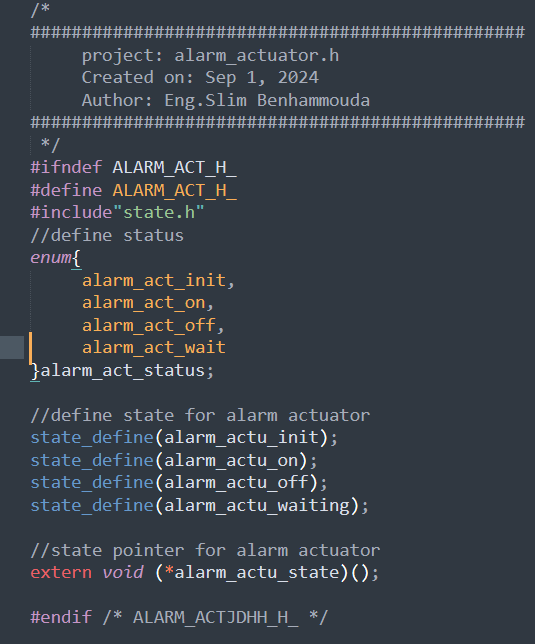 /*
################################################
project: alarm_actuator.h
Created on: Sep 1, 2024
Author: Eng.Slim Benhammouda
################################################
*/
#ifndef ALARM_ACT_H_
#define ALARM_ACT_H_
#include"state.h"
//define status
enum{
alarm_act_init,
alarm_act_on,
alarm_act_off,
alarm_act_wait
}alarm_act_status;
//define state for alarm actuator
state_define(alarm_actu_init);
state_define(alarm_actu_on);
state_define(alarm_actu_off);
state_define(alarm_actu_waiting);
//state pointer for alarm actuator
extern void (*alarm_actu_state)();
#endif /* ALARM_ACTJDHH_H_ */